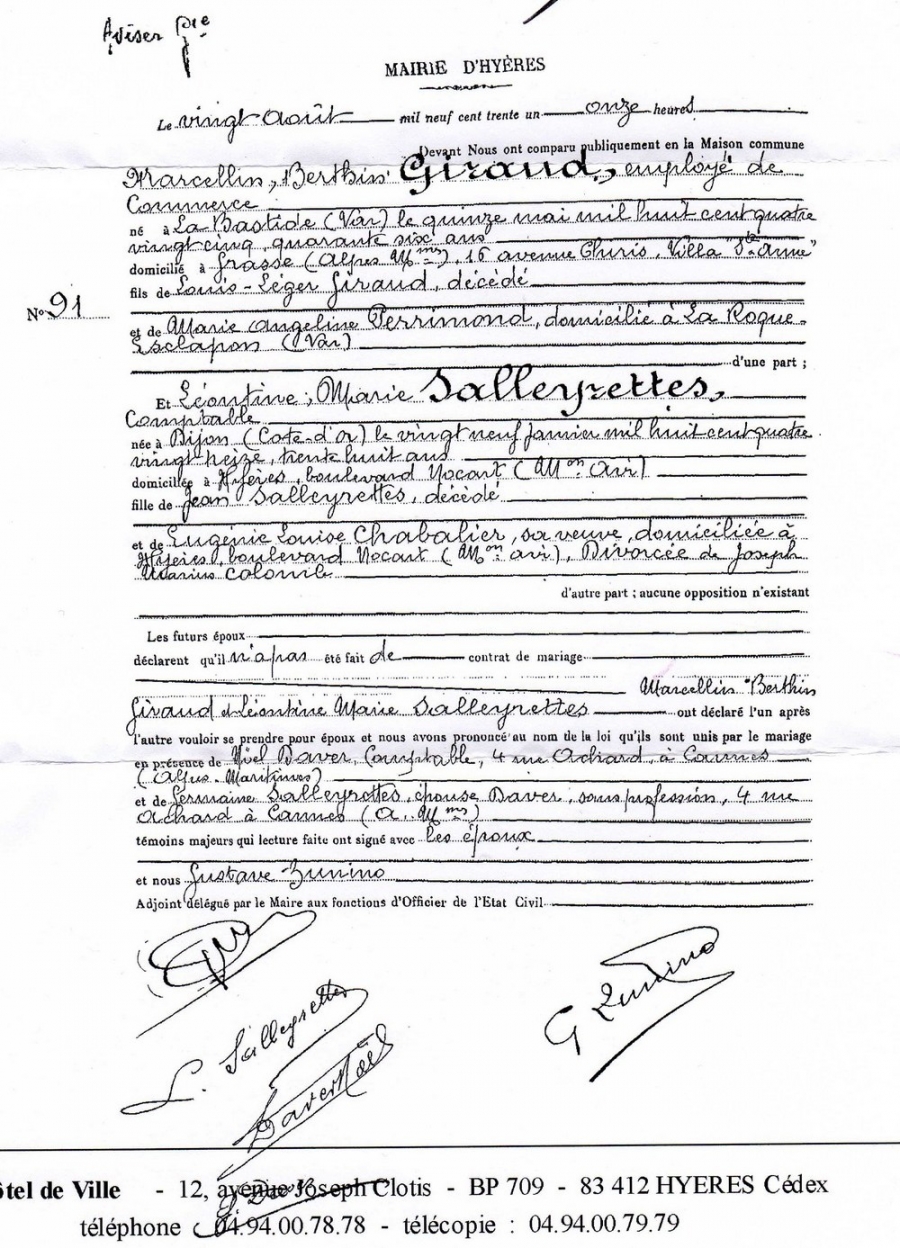 Aviser
MAIRIE D'HYÈRES
Le vingt Août mil neuf cent trente un onze heures
Devant Nous ont comparu publiquement en la Maison commune
Marcellin, Berthin Giraud, employé de
Commerce
né à La Bastide (Var) le quinze mai mil huit cent quatre
vingt cinq, quarante six ans
domicilié à Grasse (Alpes Mmes), 16 avenue Thiris, Villa "Ste Anne"
fils de Louis-Léger Giraud, décédé
N° 91
et de Marie Angeline Perrimond, domicilié à La Roque-
Esclapon (Var)
d'une part ;
Et Léontine, Marie Salleyrettes,
Comptable
née à Dijon (Cote-d'or) le vingt neuf janvier mil huit cent quatre
vingt treize, trente huit ans
domiciliée à Hyères, boulevard Nocart (Mon Avi)
fille de Jean Salleyrettes, décédé
et de Eugénie Louise Chabalier, sa veuve, domiciliée à
Hyères, boulevard Nocart (Mon avi), Divorcée de Joseph
Marius Colomb
d'autre part ; aucune opposition n'existant
Les futurs époux
déclarent qu'il n'a pas été fait de contrat de mariage
Marcellin Berthin
Giraud et Léontine Marie Salleyrettes ont déclaré l'un après
l'autre vouloir se prendre pour époux et nous avons prononcé au nom de la loi qu'ils sont unis par le mariage
en présence de Noël Daver, Comptable, 4 rue Achard, à Cannes
(Alpes-Maritimes)
et de Germaine Salleyrettes, épouse Daver, sans profession, 4 rue
Achard à Cannes (A. Mmes)
témoins majeurs qui lecture faite ont signé avec les époux
et nous Gustave Zunino
Adjoint délégué par le Maire aux fonctions d'Officier de l'Etat Civil
G Zunino
L. Salleyrettes
Daver Noël
ôtel de Ville - 12, avenue Joseph Clotis - BP 709 - 83 412 HYERES Cédex
téléphone 04.94.00.78.78 - télécopie : 04.94.00.79.79